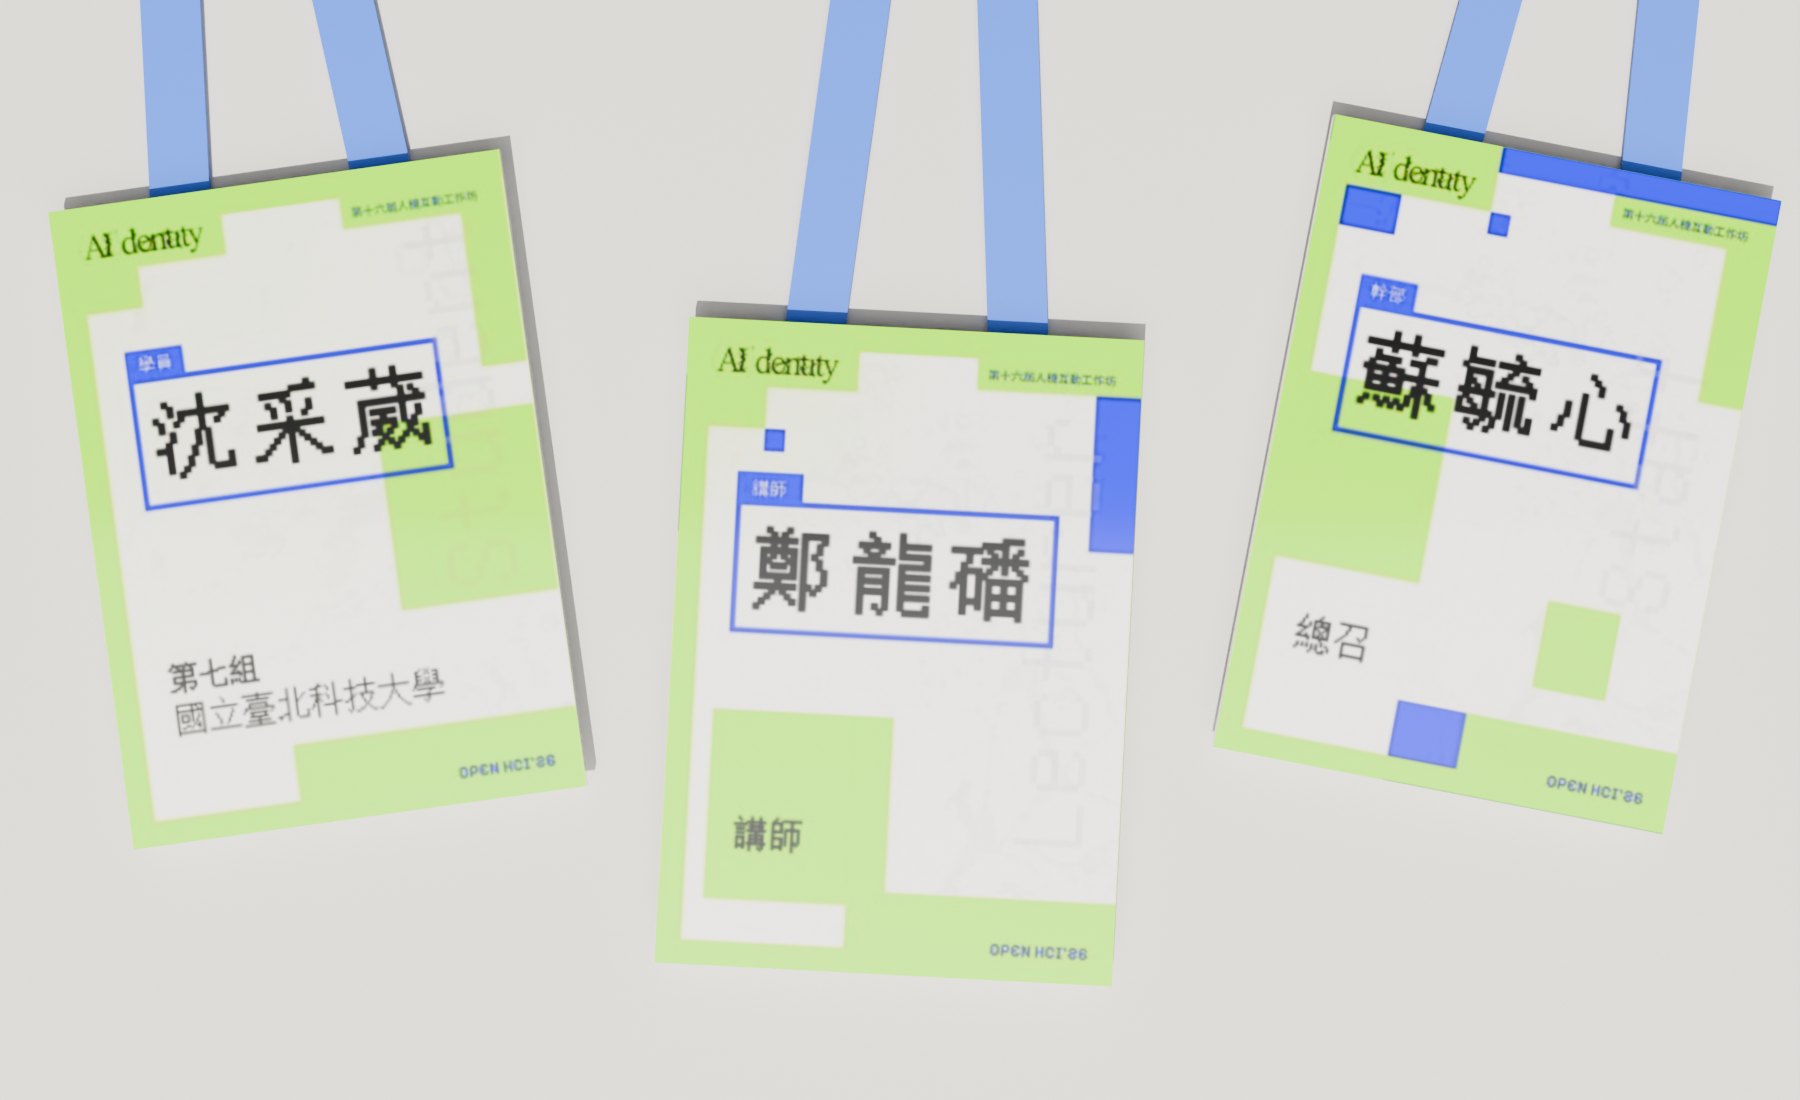 AI dentity
第十六屆人機互動工作坊
學員
沈采葳
第七組
國立臺北科技大學
OPEN HCI'26
AI dentity
第十六屆人機互動工作坊
講師
鄭龍磻
講師
OPEN HCI'26
AI dentity
第十六屆人機互動工作坊
幹部
蘇毓心
總召
OPEN HCI'26